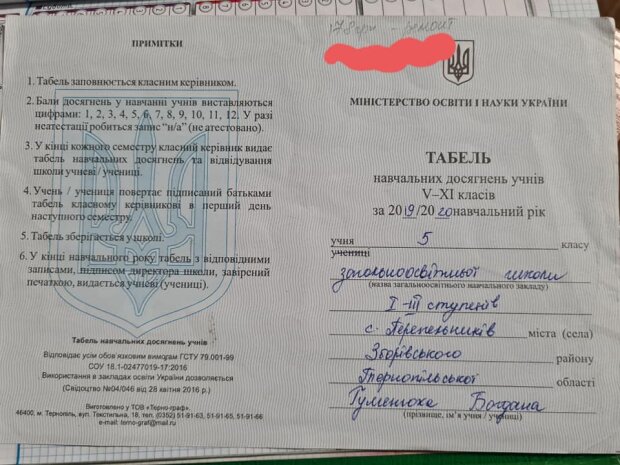 ПРИМІТКИ
1. Табель заповнюється класним керівником.
2. Бали досягнень у навчанні учнів виставляються
цифрами: 1, 2, 3, 4, 5, 6, 7, 8, 9, 10, 11, 12. У разі
неатестації робиться запис "н/а" (не атестовано).
3. У кінці кожного семестру класний керівник видає
табель навчальних досягнень та відвідування
школи учневі / учениці.
4. Учень / учениця повертає підписаний батьками
табель класному керівникові в перший день
наступного семестру.
5. Табель зберігається у школі.
6. У кінці навчального року табель з відповідними
записами, підписом директора школи, завірений
печаткою, видається учневі (учениці).
Табель навчальних досягнень учнів
Відповідає усім обов'язковим вимогам ГСТУ 79.001-99
СОУ 18.1-02477019-17:2016
Використання в закладах освіти України дозволяється
(Свідоцтво №04/046 від 28 квітня 2016 р.)
Виготовлено у ТОВ «Терно-граф».
46400, м. Тернопіль, вул. Текстильна, 18, тел. (0352) 51-91-63, 51-91-65, 51-91-66
e-mail: terno-graf@mail.ru
178 грн - ремонт
МІНІСТЕРСТВО ОСВІТИ І НАУКИ УКРАЇНИ
ТАБЕЛЬ
навчальних досягнень учнів
V–XI класів
за 2019/2020 навчальний рік
учня 5 класу
учениці
загальноосвітньої школи
(назва загальноосвітнього навчального закладу)
I-III ступенів
с. Перепельників міста (села)
Зборівського району
Тернопільської області
Гуменюка Богдана
(прізвище, ім'я учня / учениці)